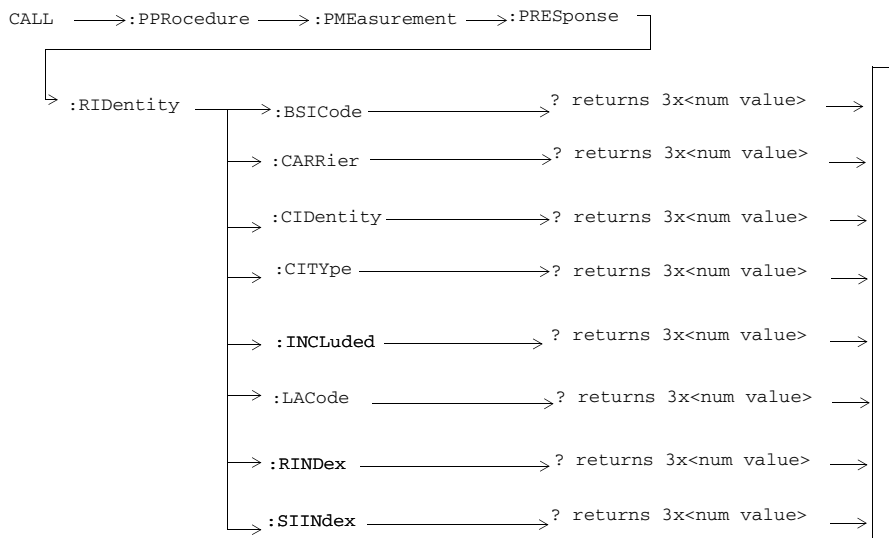 CALL :PPRocedure :PMEasurement :PRESponse
:RIDentity :BSICode ? returns 3x<num value>
:CARRier ? returns 3x<num value>
:CIDentity ? returns 3x<num value>
:CITYpe ? returns 3x<num value>
:INCLuded ? returns 3x<num value>
:LACode ? returns 3x<num value>
:RINDex ? returns 3x<num value>
:SIINdex ? returns 3x<num value>